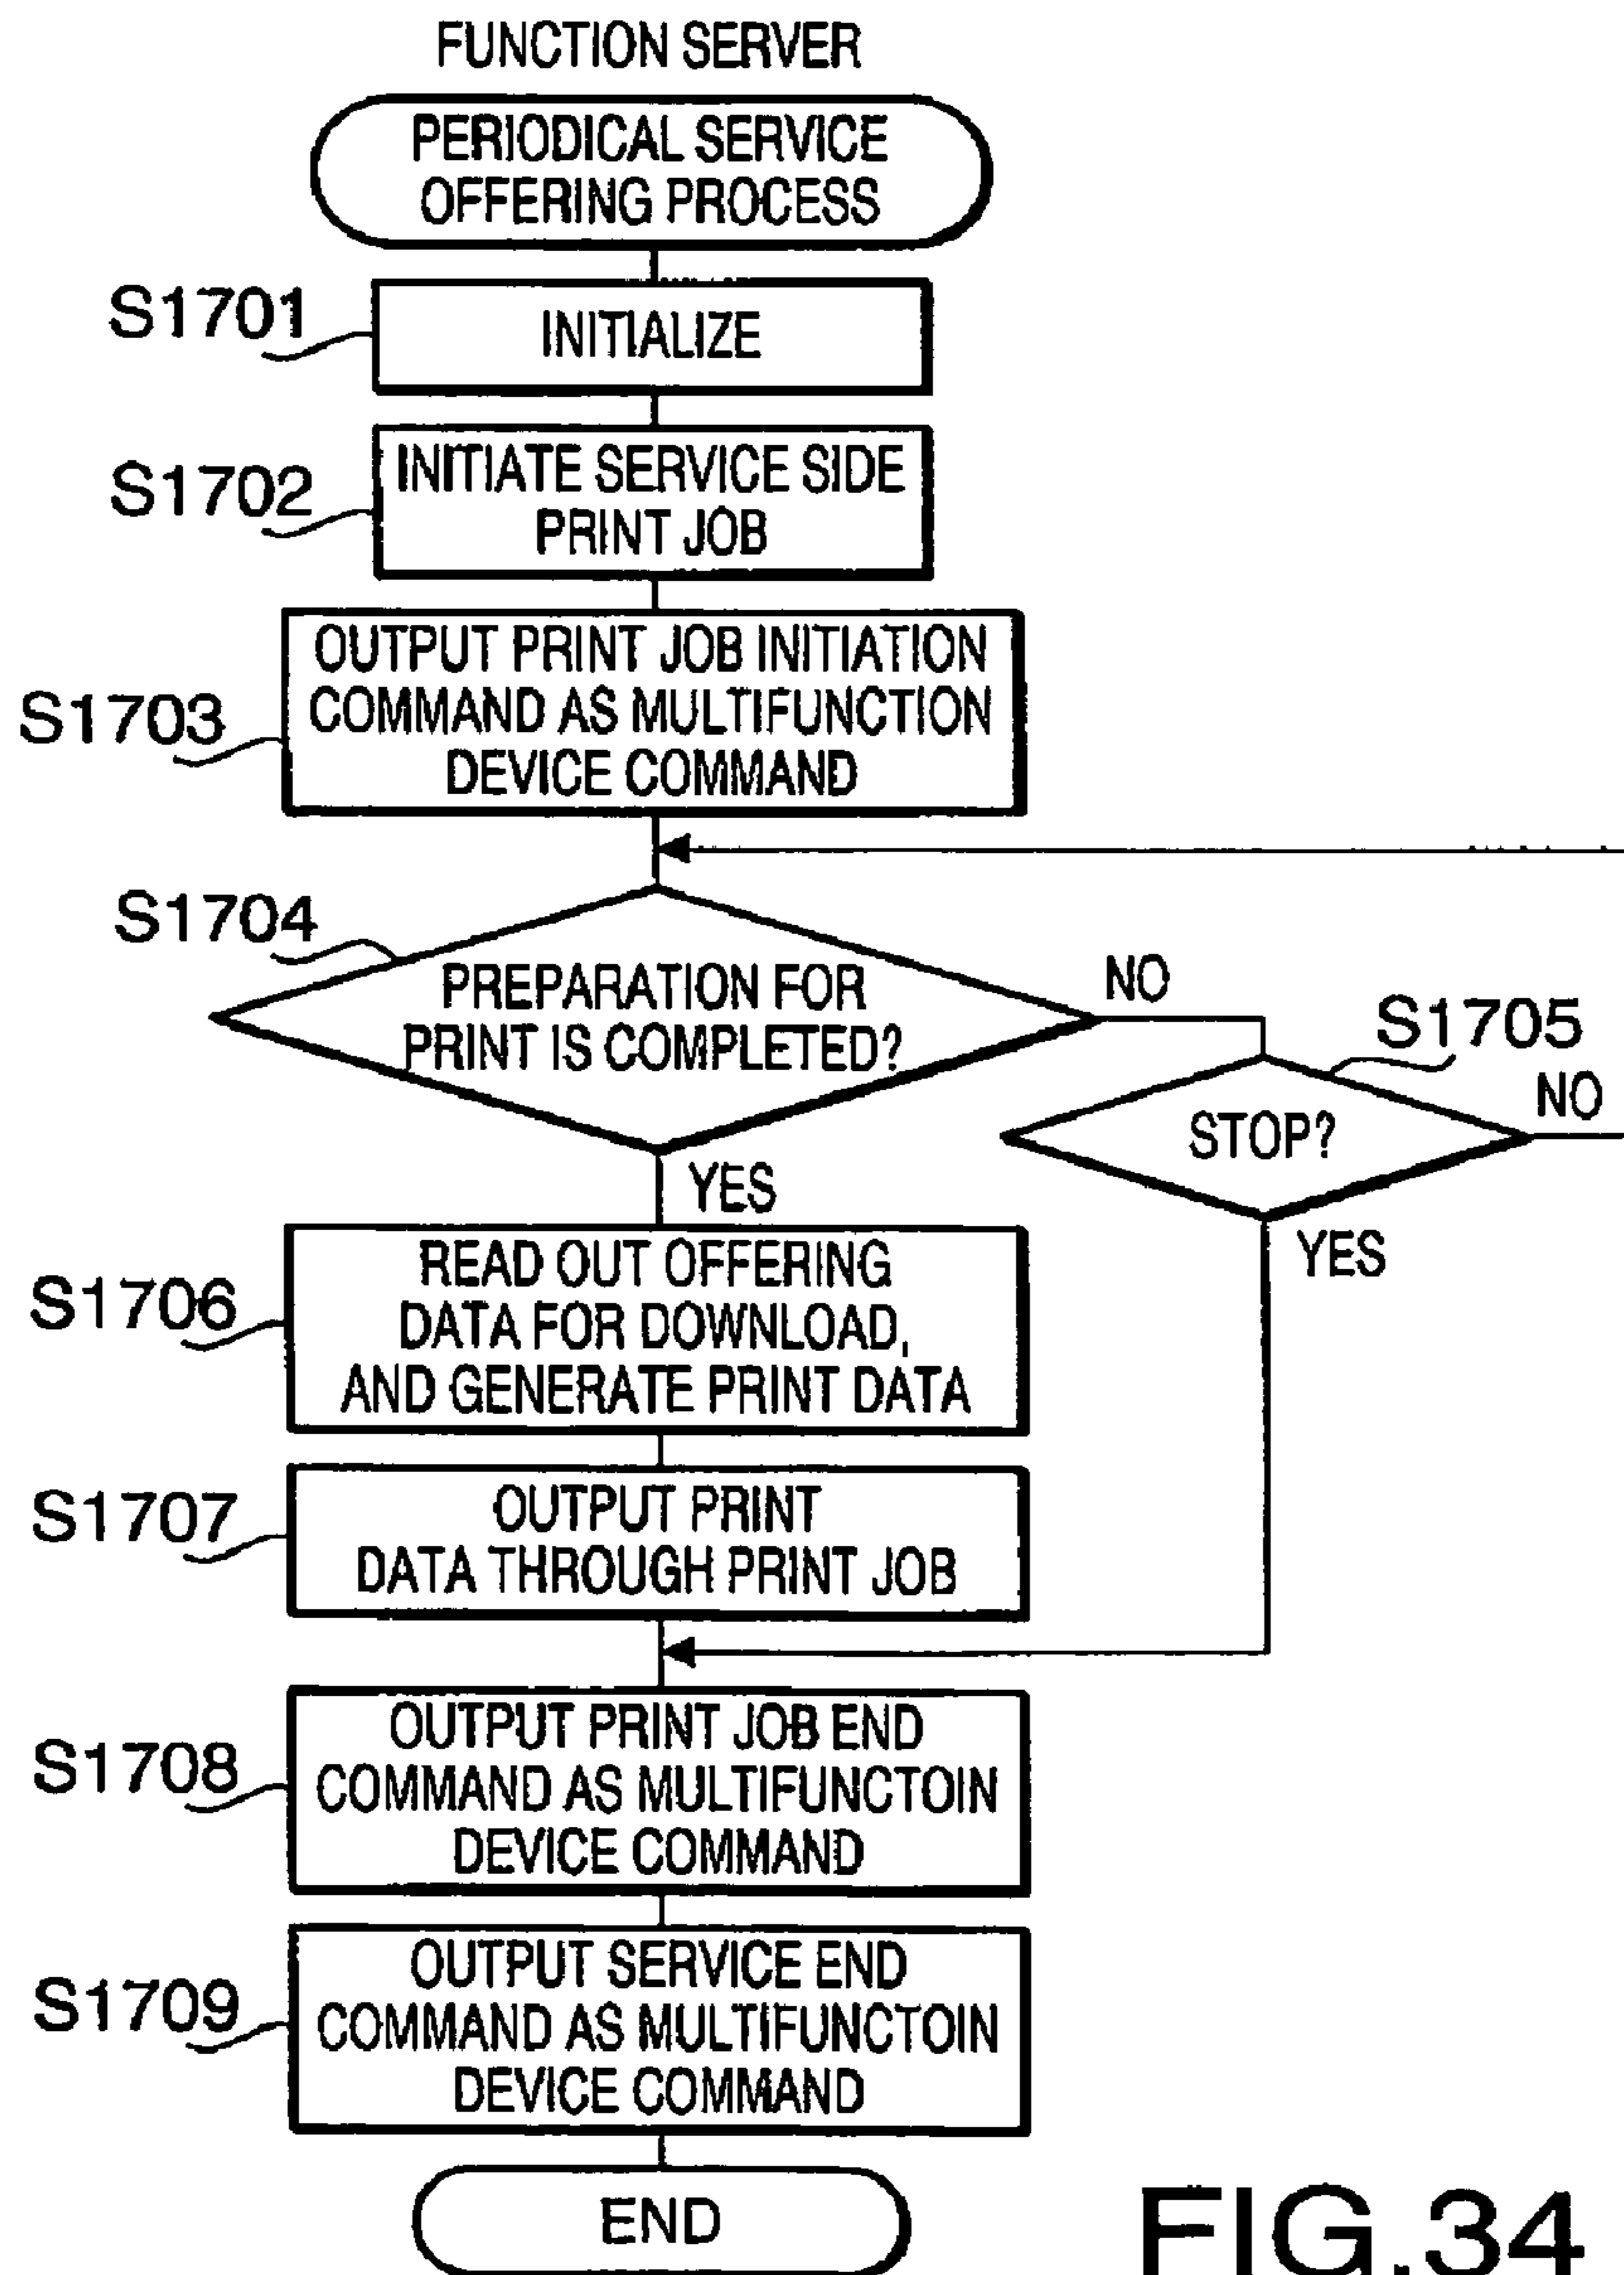 FUNCTION SERVER
PERIODICAL SERVICE
OFFERING PROCESS
S1701
INITIALIZE
S1702
INITIATE SERVICE SIDE
PRINT JOB
S1703
OUTPUT PRINT JOB INITIATION
COMMAND AS MULTIFUNCTION
DEVICE COMMAND
S1704
PREPARATION FOR
PRINT IS COMPLETED?
NO
S1705
STOP?
NO
YES
YES
S1706
READ OUT OFFERING
DATA FOR DOWNLOAD,
AND GENERATE PRINT DATA
S1707
OUTPUT PRINT
DATA THROUGH PRINT JOB
S1708
OUTPUT PRINT JOB END
COMMAND AS MULTIFUNCTOIN
DEVICE COMMAND
S1709
OUTPUT SERVICE END
COMMAND AS MULTIFUNCTOIN
DEVICE COMMAND
END
FIG.34